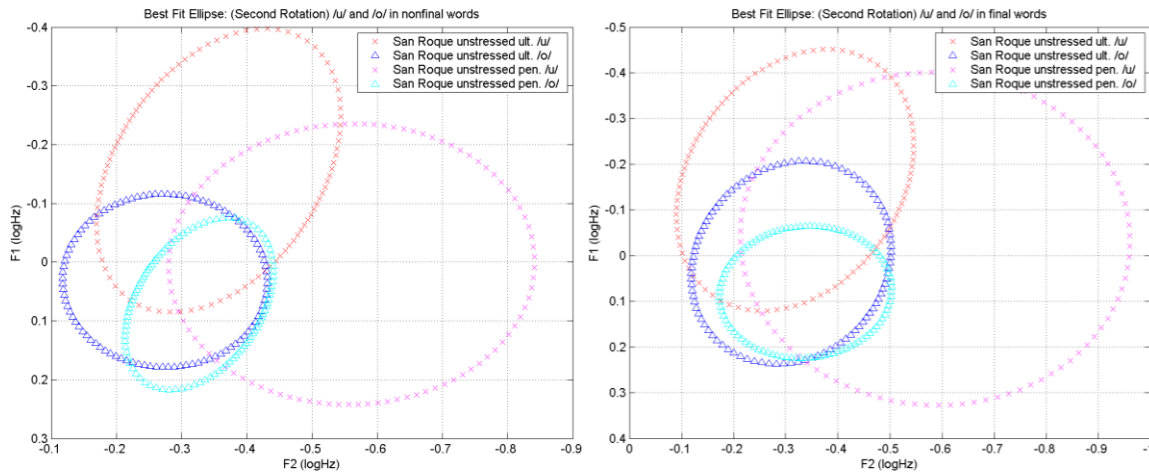 Best Fit Ellipse: (Second Rotation) /u/ and /o/ in nonfinal words
-0.4
-0.3
-0.2
-0.1
0
0.1
0.2
0.3
F1 (logHz)
-0.1 -0.2 -0.3 -0.4 -0.5 -0.6 -0.7 -0.8 -0.9
F2 (logHz)
San Roque unstressed ult. /u/
San Roque unstressed ult. /o/
San Roque unstressed pen. /u/
San Roque unstressed pen. /o/
Best Fit Ellipse: (Second Rotation) /u/ and /o/ in final words
-0.5
-0.4
-0.3
-0.2
-0.1
0
0.1
0.2
0.3
0.4
F1 (logHz)
0 -0.1 -0.2 -0.3 -0.4 -0.5 -0.6 -0.7 -0.8 -0.9
F2 (logHz)
San Roque unstressed ult. /u/
San Roque unstressed ult. /o/
San Roque unstressed pen. /u/
San Roque unstressed pen. /o/